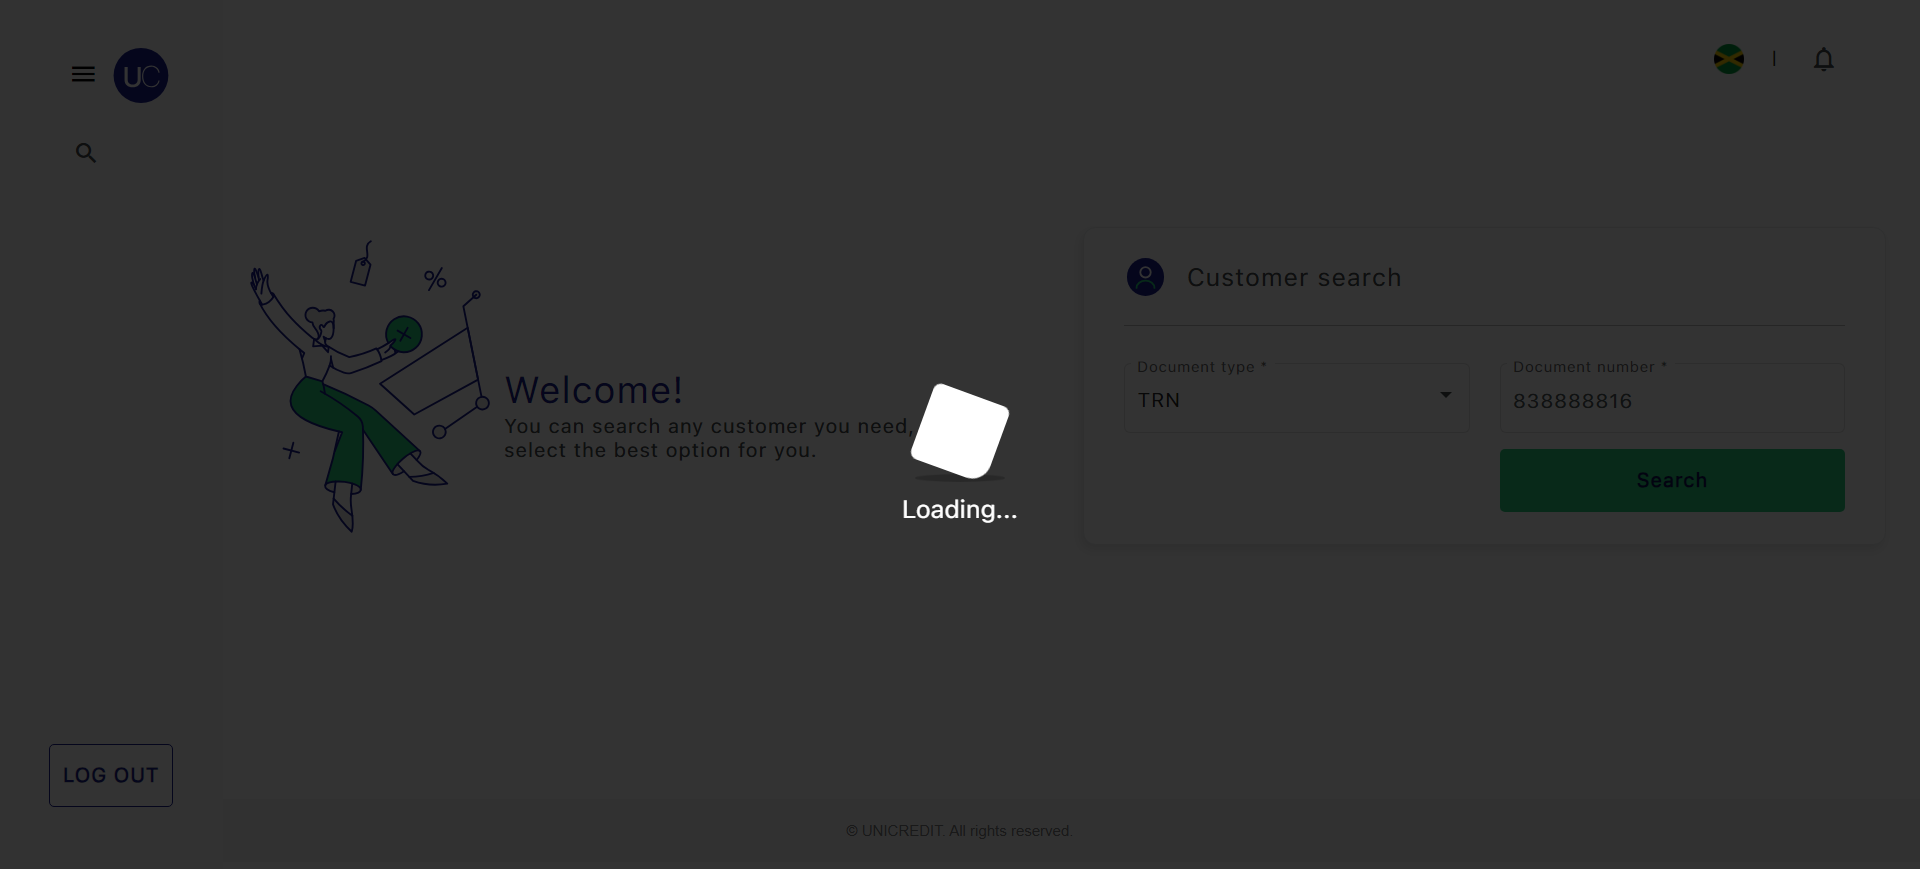 UC
Customer search
Document type *
TRN
Document number *
838888816
Search
Welcome!
You can search any customer you need,
select the best option for you.
Loading...
LOG OUT
© UNICREDIT. All rights reserved.